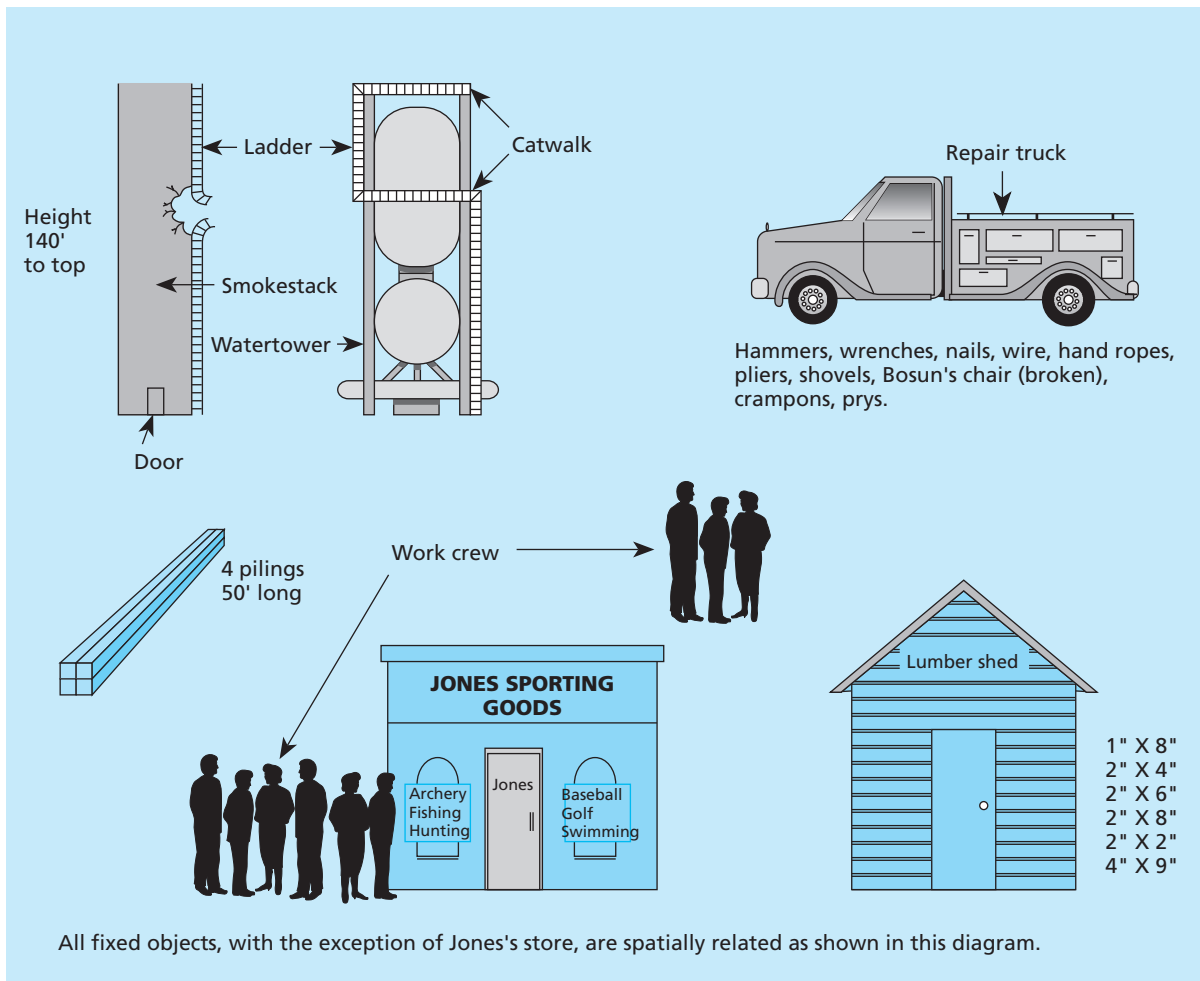 Ladder
Catwalk
Height
140'
to top
Smokestack
Watertower
Door
Repair truck
Hammers, wrenches, nails, wire, hand ropes,
pliers, shovels, Bosun's chair (broken),
crampons, prys.
4 pilings
50' long
Work crew
JONES SPORTING
GOODS
Archery
Fishing
Hunting
Jones
Baseball
Golf
Swimming
Lumber shed
1" X 8"
2" X 4"
2" X 6"
2" X 8"
2" X 2"
4" X 9"
All fixed objects, with the exception of Jones's store, are spatially related as shown in this diagram.